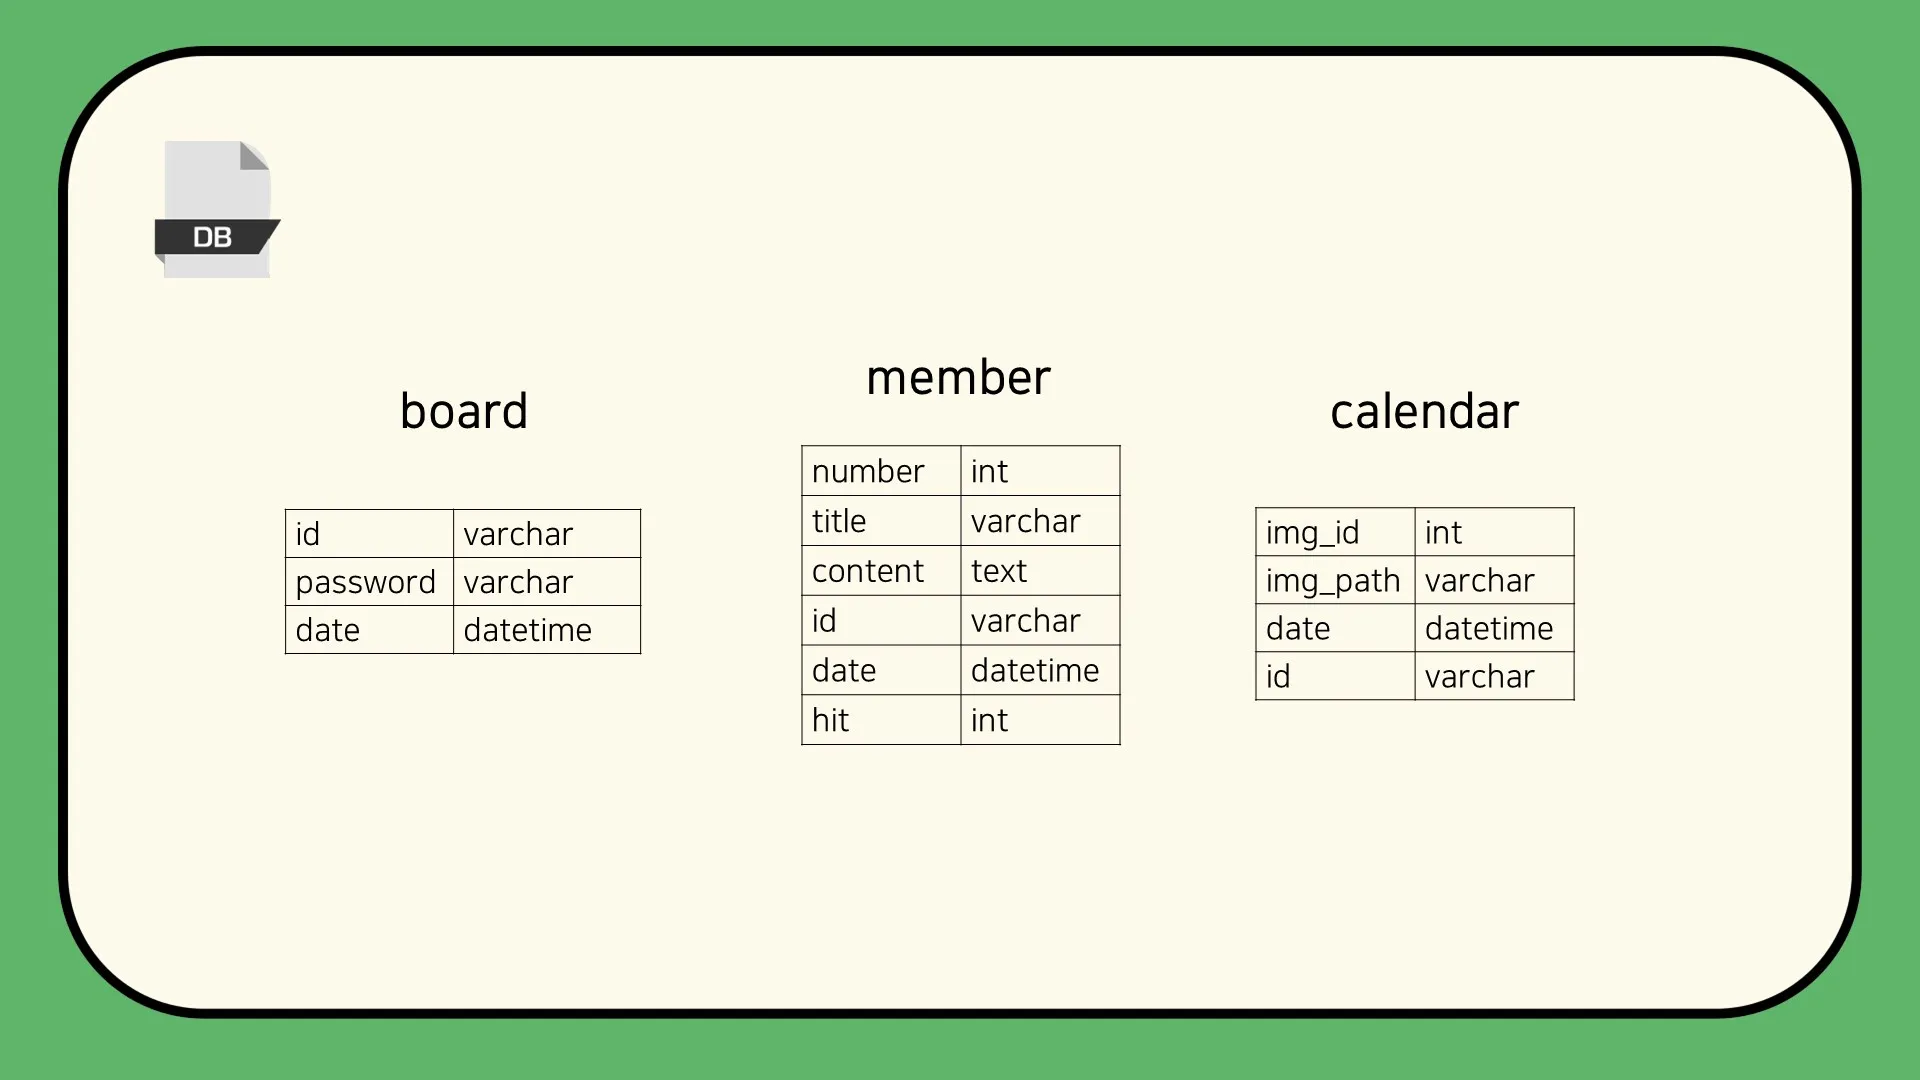 DB
board
id varchar
password varchar
date datetime
member
number int
title varchar
content text
id varchar
date datetime
hit int
calendar
img_id int
img_path varchar
date datetime
id varchar